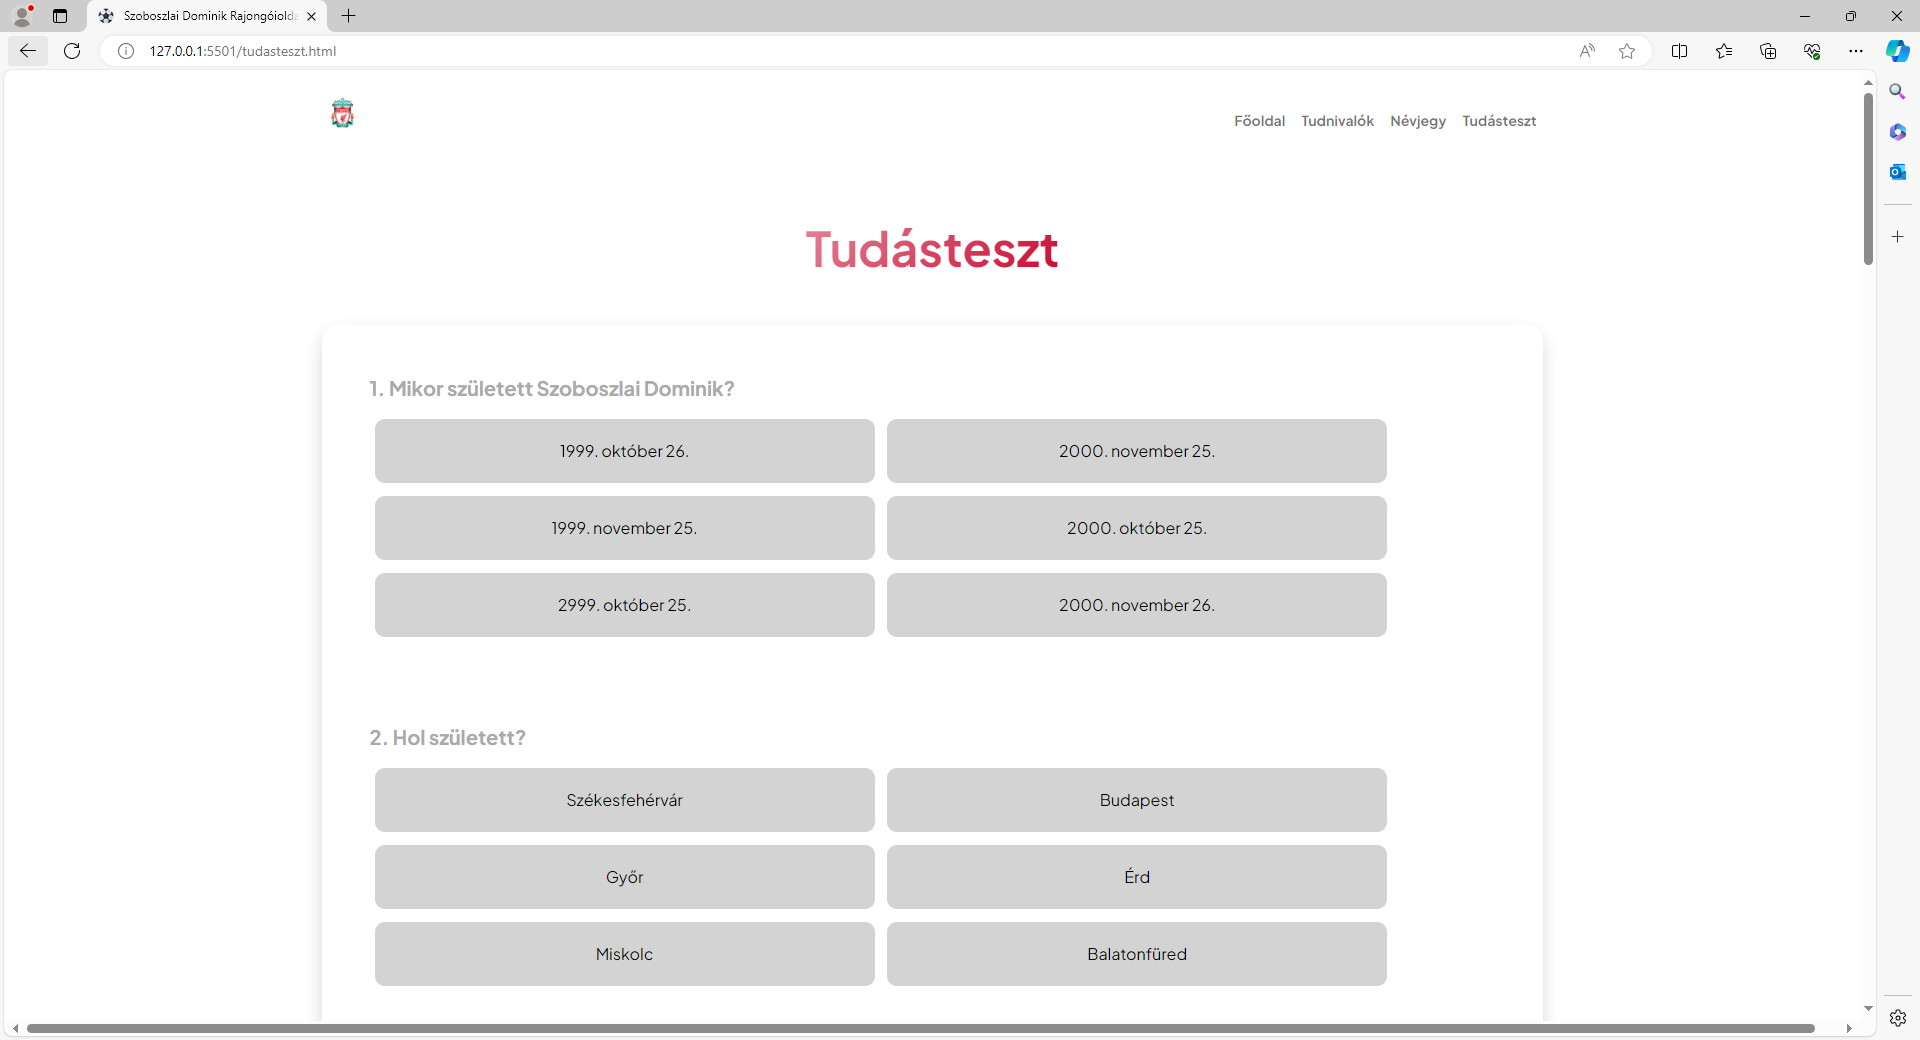 Szoboszlai Dominik Rajongóiolda
127.0.0.1:5501/tudasteszt.html
Főoldal Tudnivalók Névjegy Tudásteszt
Tudásteszt
1. Mikor született Szoboszlai Dominik?
1999. október 26.
2000. november 25.
1999. november 25.
2000. október 25.
2999. október 25.
2000. november 26.
2. Hol született?
Székesfehérvár
Budapest
Győr
Érd
Miskolc
Balatonfüred